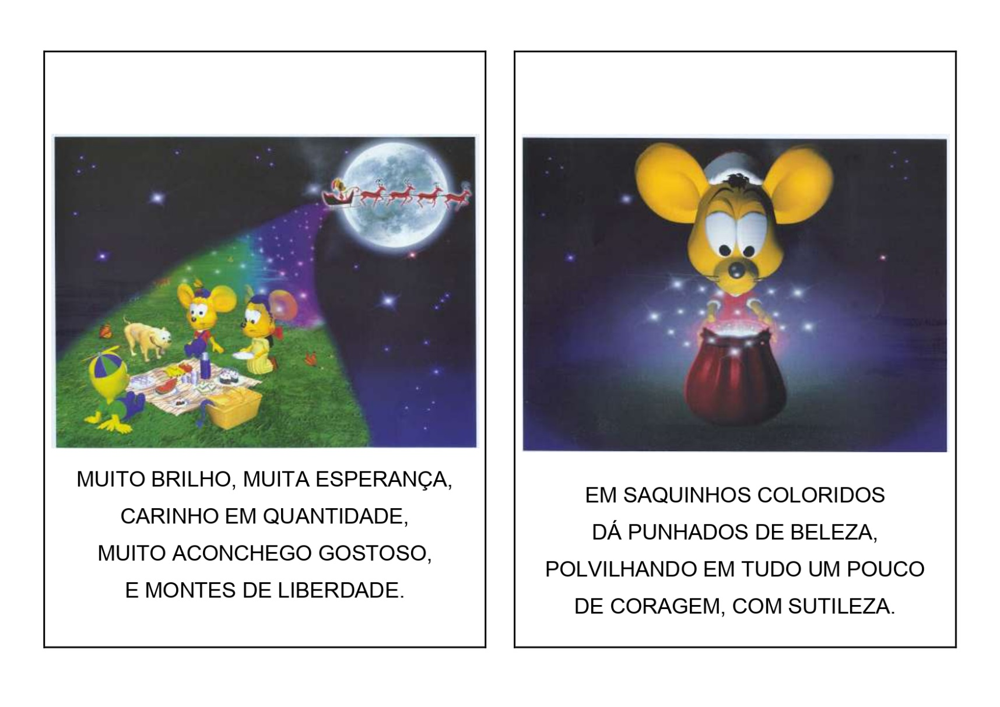 MUITO BRILHO, MUITA ESPERANÇA,
CARINHO EM QUANTIDADE,
MUITO ACONCHEGO GOSTOSO,
E MONTES DE LIBERDADE.
EM SAQUINHOS COLORIDOS
DÁ PUNHADOS DE BELEZA,
POLVILHANDO EM TUDO UM POUCO
DE CORAGEM, COM SUTILEZA.